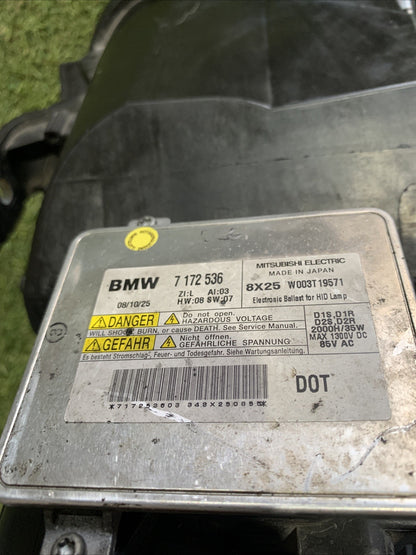 BMW 7 172 536
MITSUBISHI ELECTRIC
MADE IN JAPAN
8X25 W003T19571
08/10/25
ZI:L AI:03
HW:08 SW:07
Electronic Ballast for HID Lamp
DANGER Do not open.
HAZARDOUS VOLTAGE
WILL SHOCK, BURN, or cause DEATH. See Service Manual.
GEFAHR Nicht öffnen.
GEFÄHRLICHE SPANNUNG
Es besteht Stromschlag-, Feuer- und Todesgefahr. Siehe Wartungsanweisung.
D1S,D1R
D2S,D2R
2000H/35W
MAX 1300V DC
85V AC
DOT